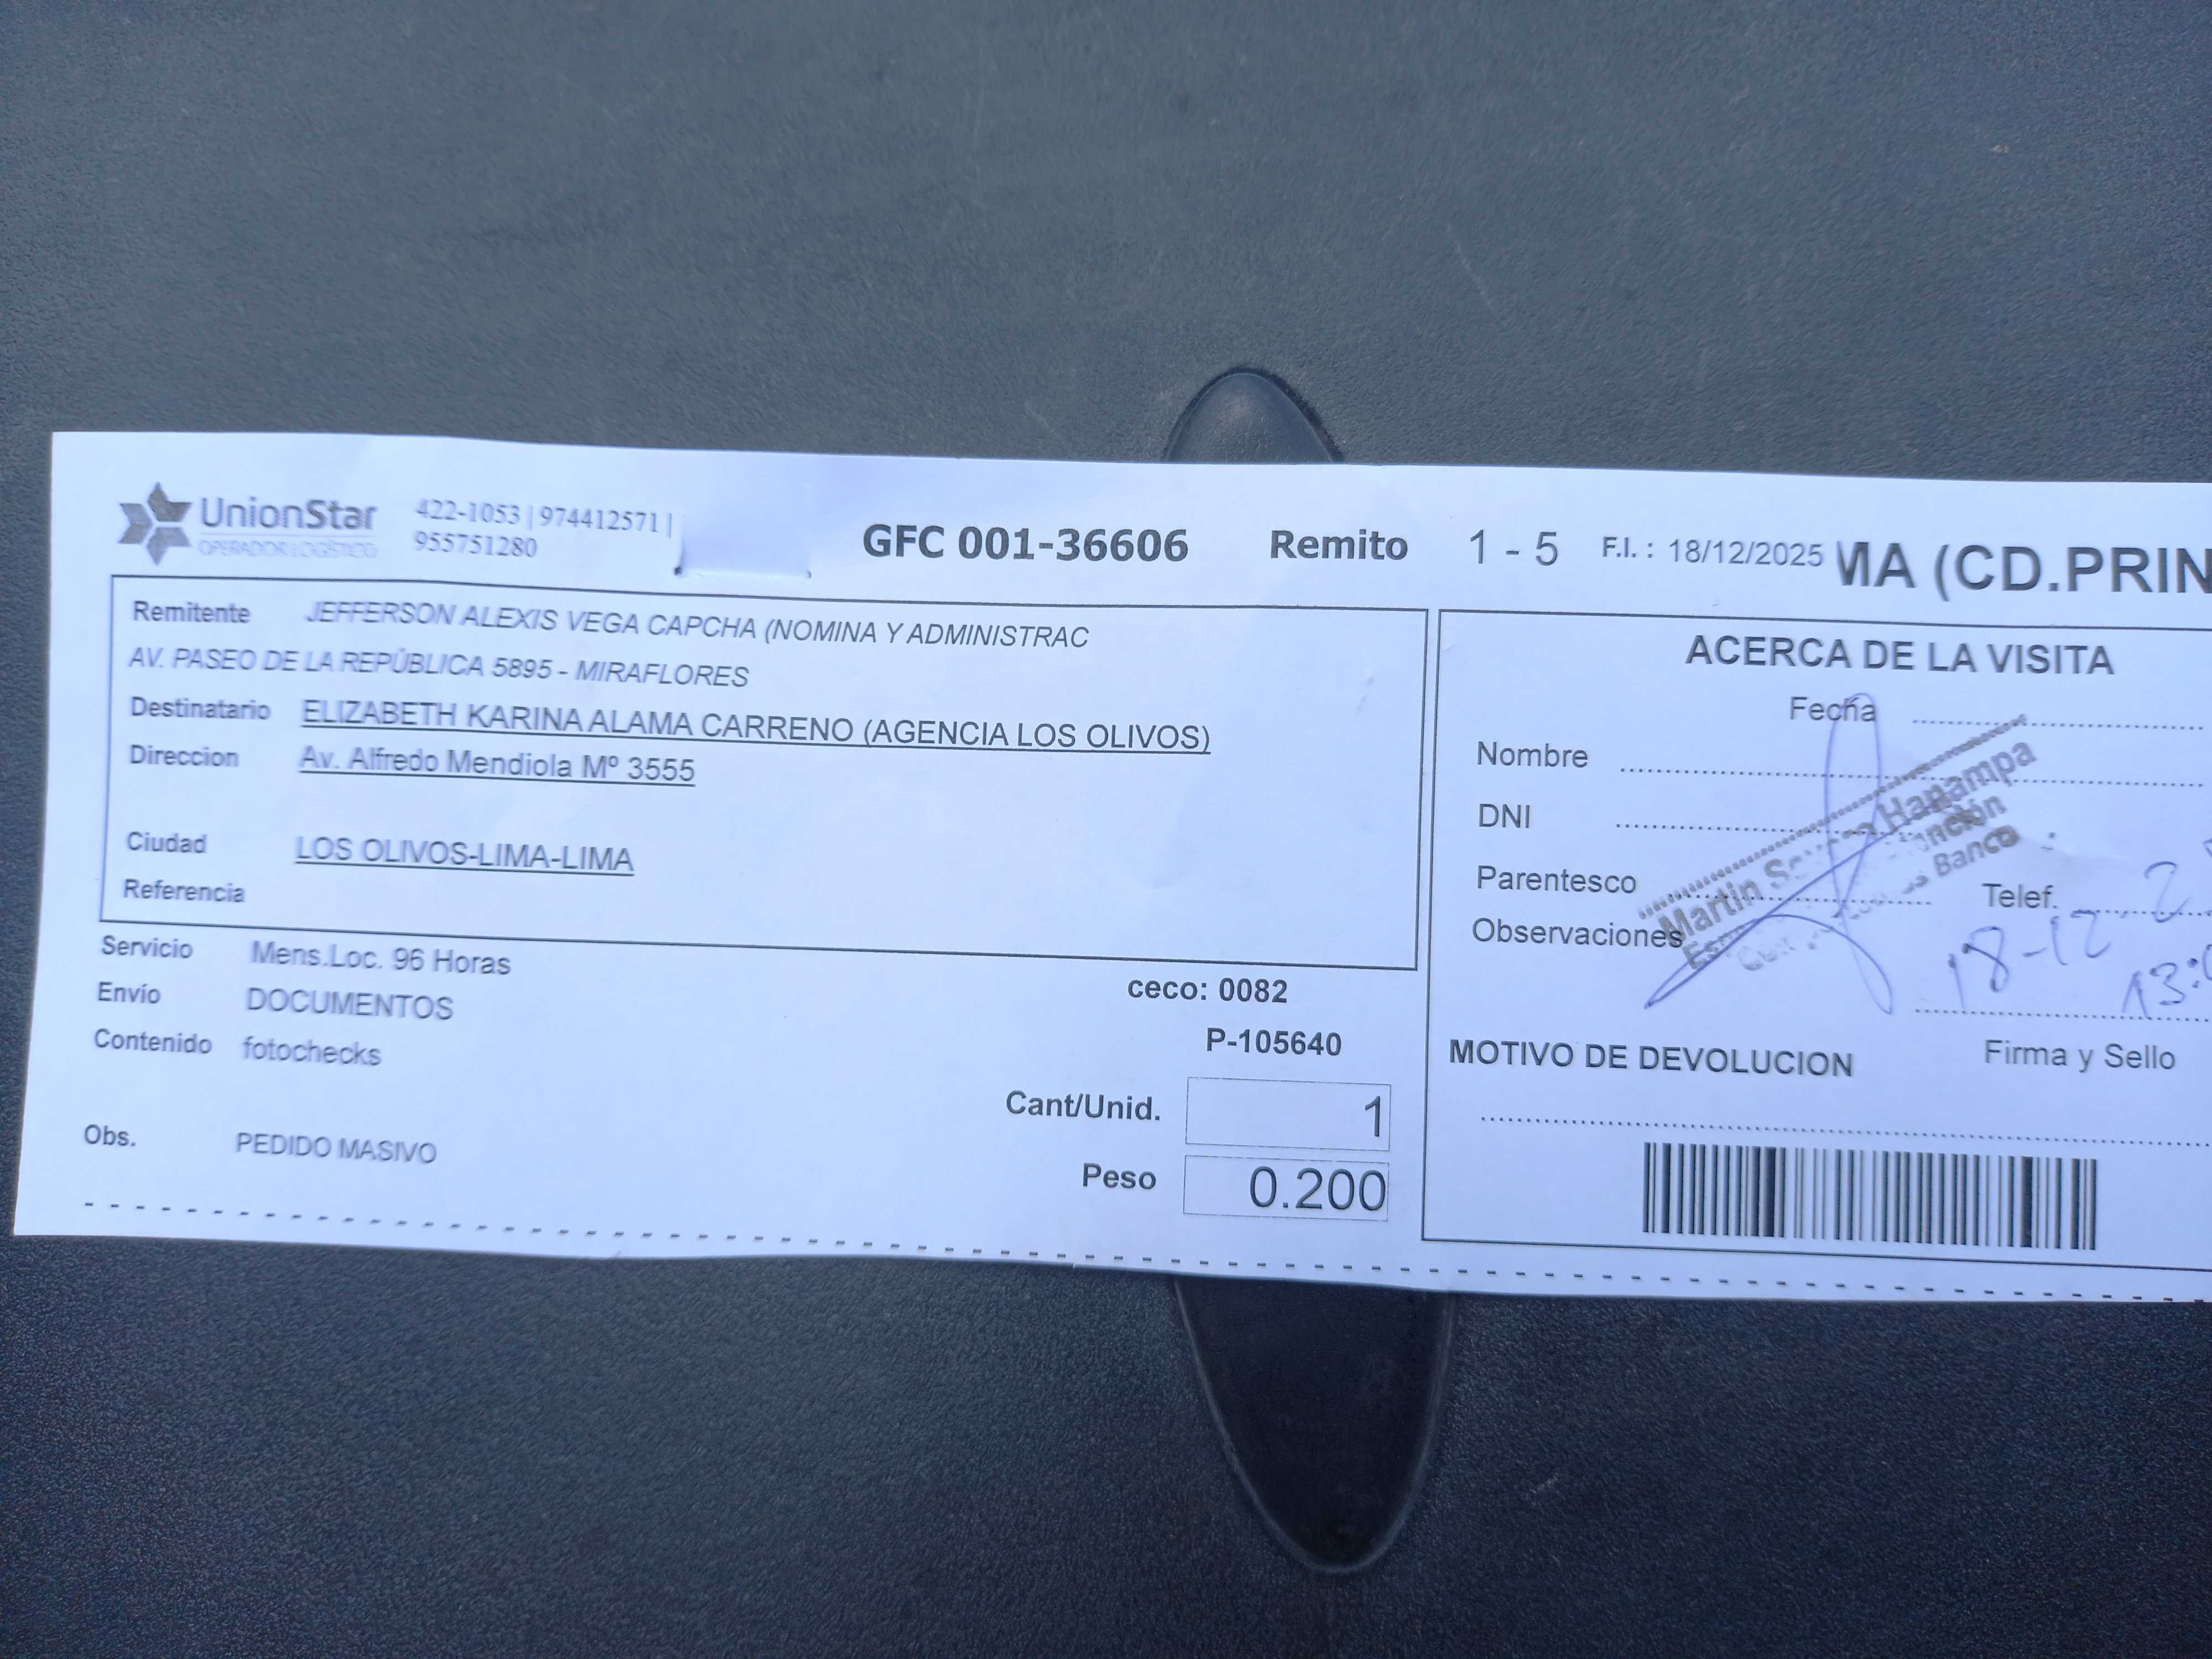 UnionStar
OPERADOR LOGÍSTICO
422-1053 | 974412571 |
955751280
GFC 001-36606 Remito 1 - 5 F.I. : 18/12/2025 MA (CD.PRIN
Remitente JEFFERSON ALEXIS VEGA CAPCHA (NOMINA Y ADMINISTRAC
AV. PASEO DE LA REPÚBLICA 5895 - MIRAFLORES
Destinatario ELIZABETH KARINA ALAMA CARRENO (AGENCIA LOS OLIVOS)
Direccion Av. Alfredo Mendiola Mº 3555
Ciudad LOS OLIVOS-LIMA-LIMA
Referencia
Servicio Mens.Loc. 96 Horas
Envío DOCUMENTOS
Contenido fotochecks
Obs. PEDIDO MASIVO
ceco: 0082
P-105640
Cant/Unid. 1
Peso 0.200
ACERCA DE LA VISITA
Fecha
Nombre
DNI
Parentesco
Telef.
Observaciones
Martin Hanampa
Banco
18-12
Firma y Sello
MOTIVO DE DEVOLUCION